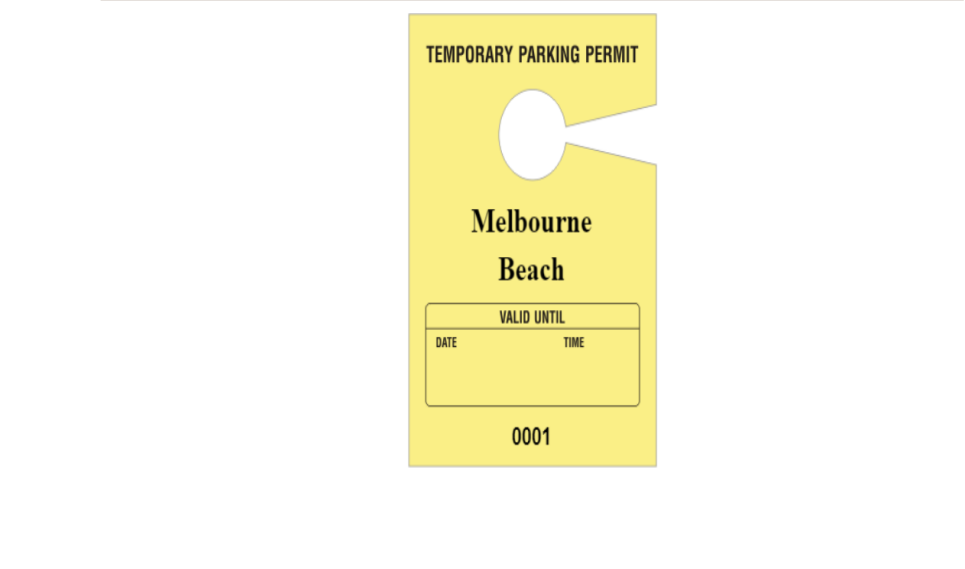 TEMPORARY PARKING PERMIT
Melbourne
Beach
VALID UNTIL
DATE TIME
0001